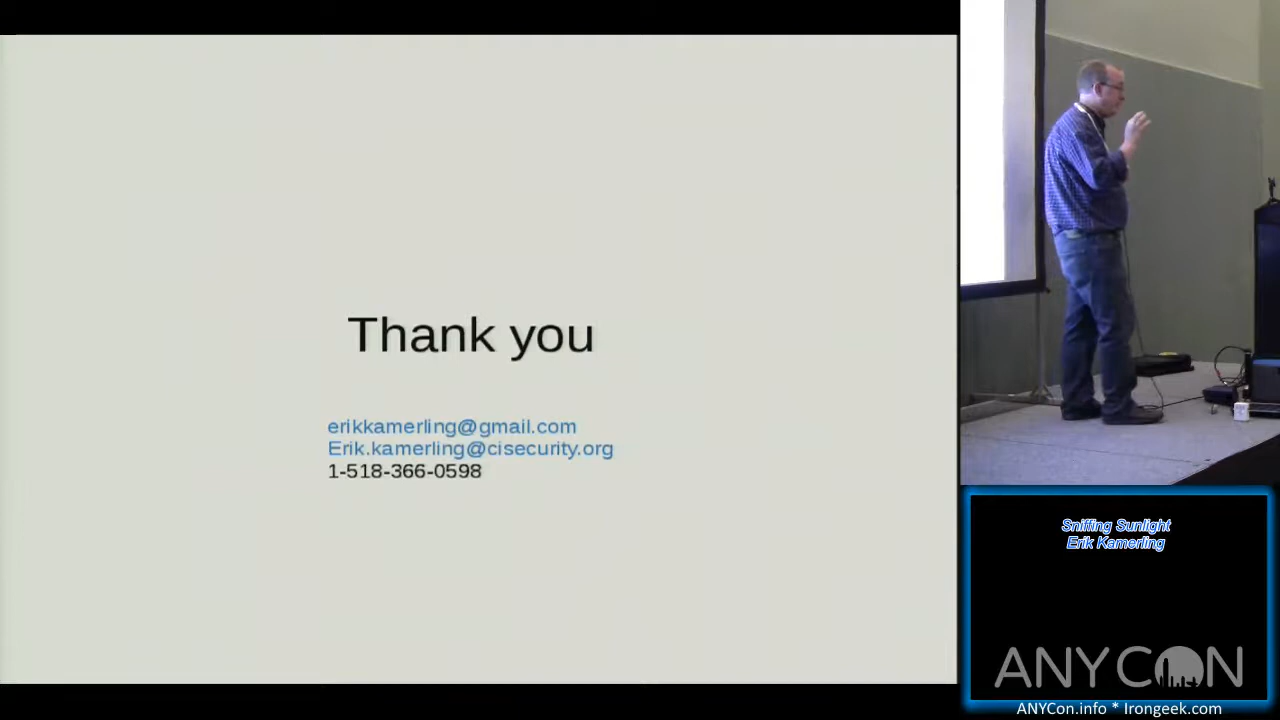 Thank you
erikkamerling@gmail.com
Erik.kamerling@cisecurity.org
1-518-366-0598
Sniffing Sunlight
Erik Kamerling
ANYCON
ANYCon.info * Irongeek.com